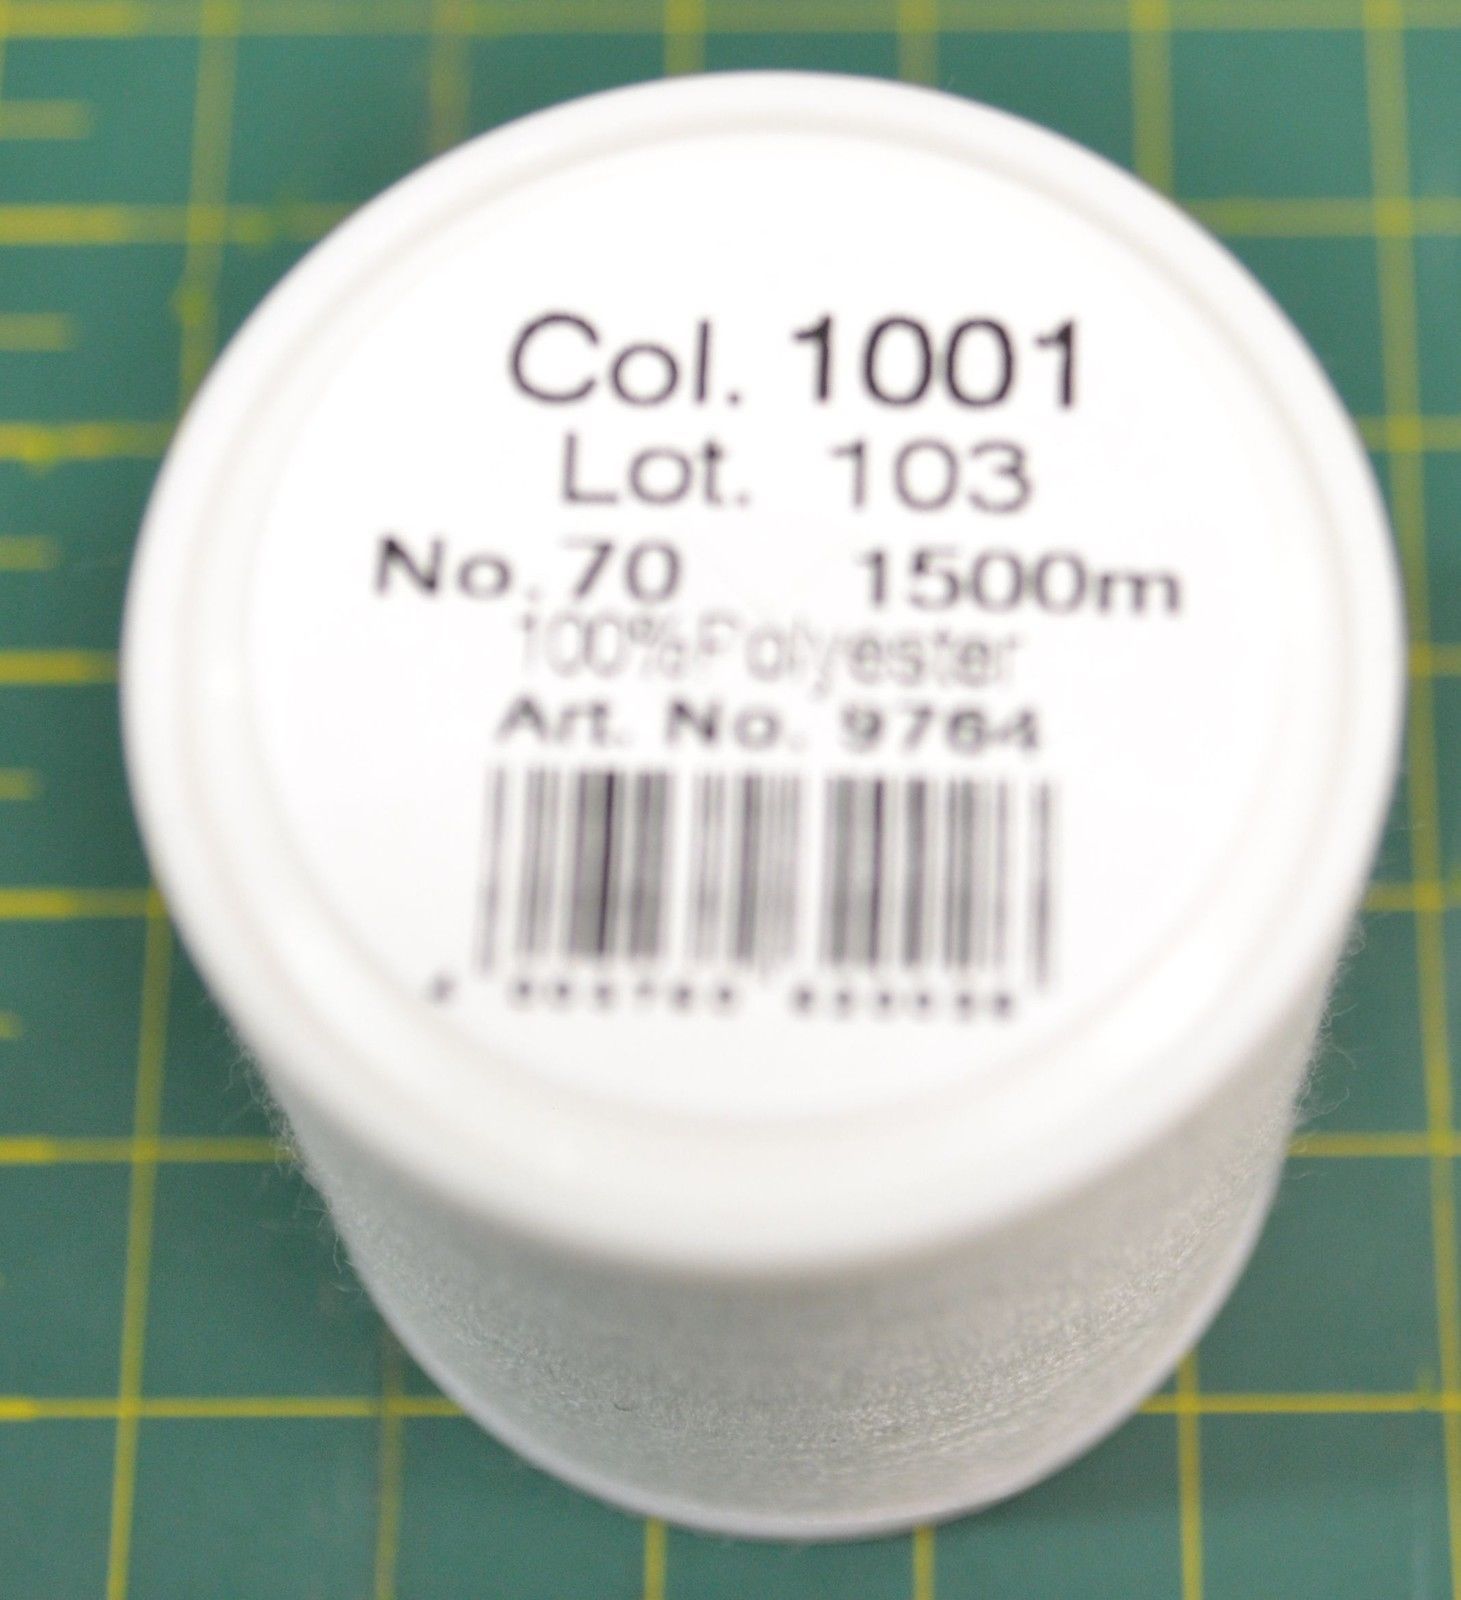 Col. 1001
Lot. 103
No. 70 1500m
100% Polyester
Art. No. 9764